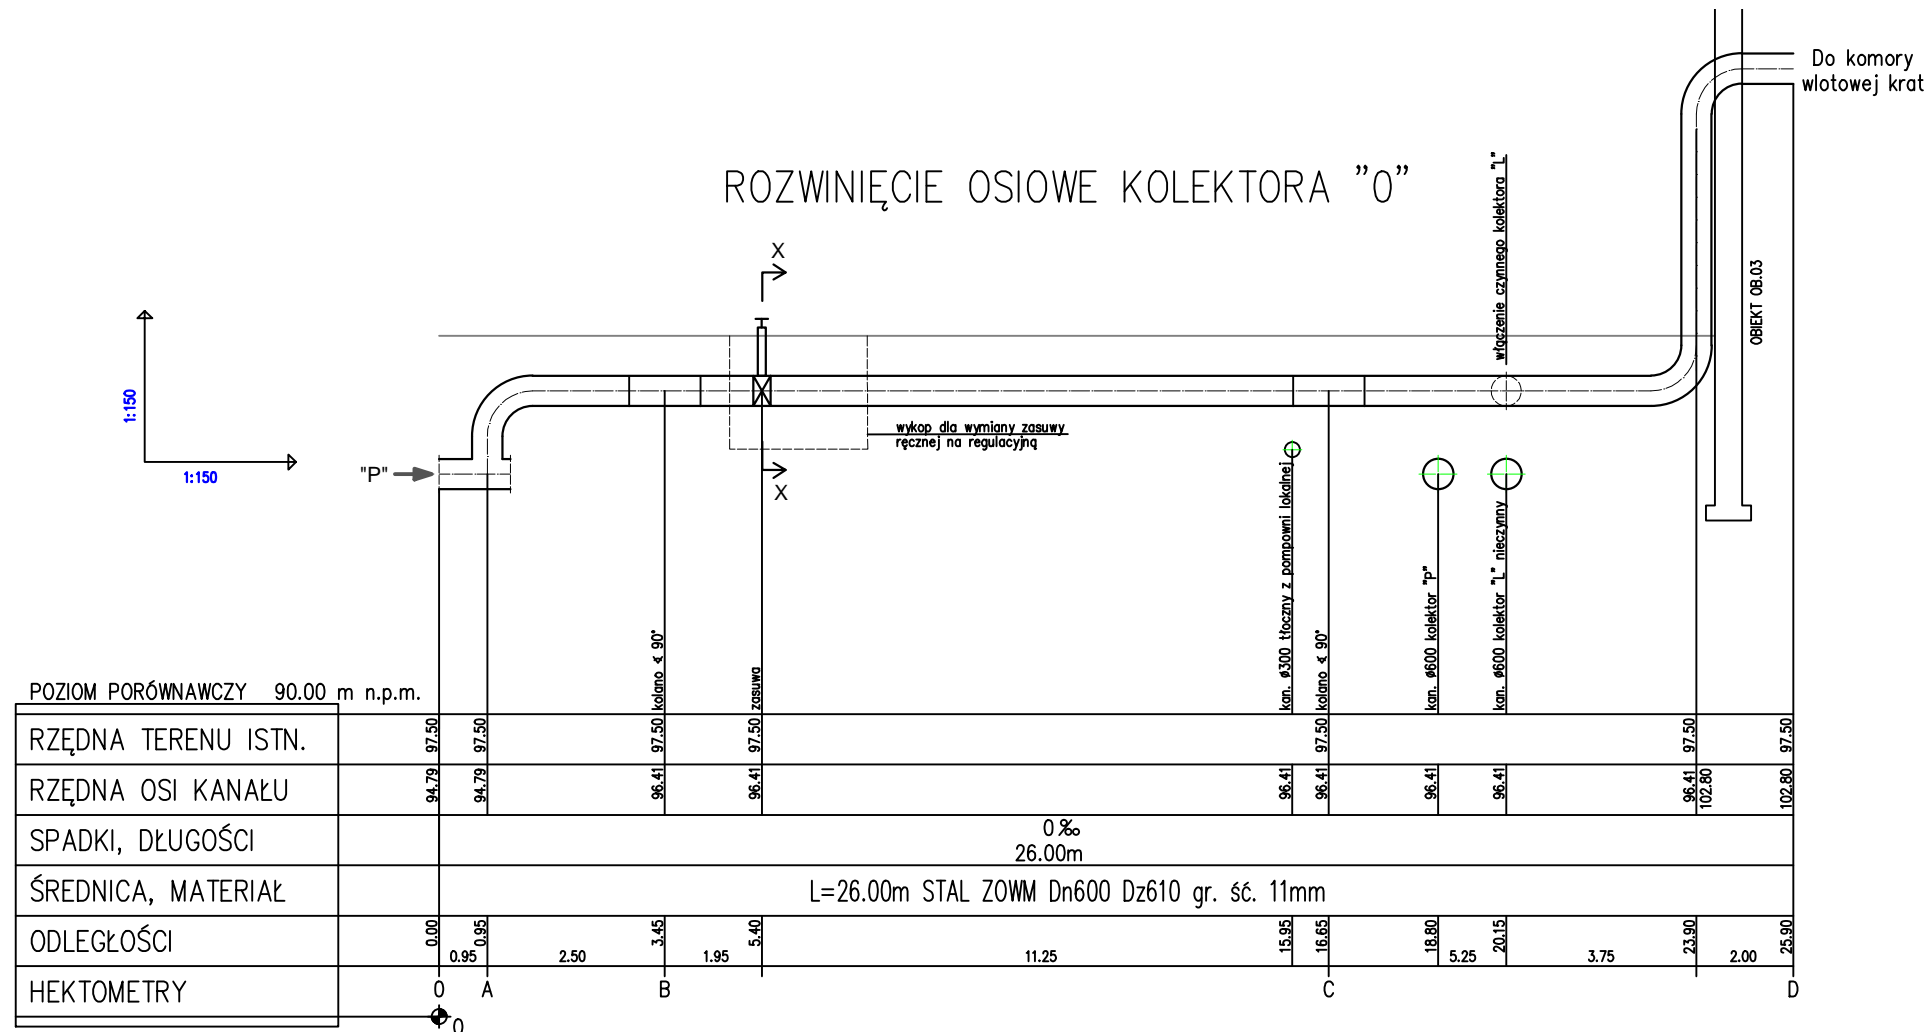 Do komory
wlotowej krat
ROZWINIĘCIE OSIOWE KOLEKTORA "O"
włączenie czynnego kolektora "L"
OBIEKT OB.03
X
1:150
1:150
wykop dla wymiany zasuwy
ręcznej na regulacyjną
"P"
X
kolano ∢ 90°
zasuwa
kan. ø300 tłoczny z pompowni lokalnej
kolano ∢ 90°
kan. ø600 kolektor "P"
kan. ø600 kolektor "L" nieczynny
POZIOM PORÓWNAWCZY 90.00 m n.p.m.
RZĘDNA TERENU ISTN. 97.50 97.50 97.50 97.50 97.50 97.50 97.50
RZĘDNA OSI KANAŁU 94.79 94.79 96.41 96.41 96.41 96.41 96.41 96.41 96.41 102.80 102.80
SPADKI, DŁUGOŚCI
0‰
26.00m
ŚREDNICA, MATERIAŁ L=26.00m STAL ZOWM Dn600 Dz610 gr. ść. 11mm
ODLEGŁOŚCI 0.00 0.95 3.45 5.40 15.95 16.65 18.80 20.15 23.90 25.90
0.95 2.50 1.95 11.25 5.25 3.75 2.00
HEKTOMETRY 0 A B C D
0